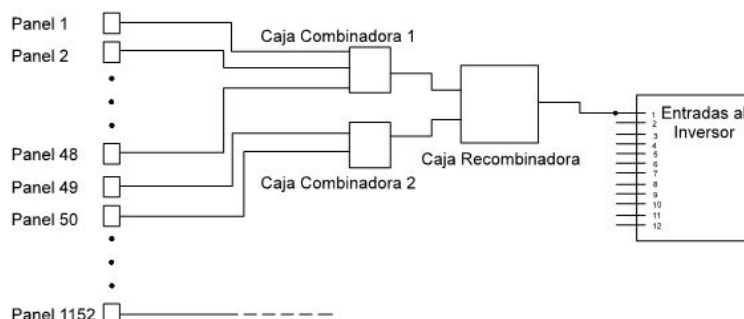 Panel 1
Panel 2
Caja Combinadora 1
Panel 48
Panel 49
Panel 50
Caja Combinadora 2
Caja Recombinadora
Entradas al
Inversor
1
2
3
4
5
6
7
8
9
10
11
12
Panel 1152